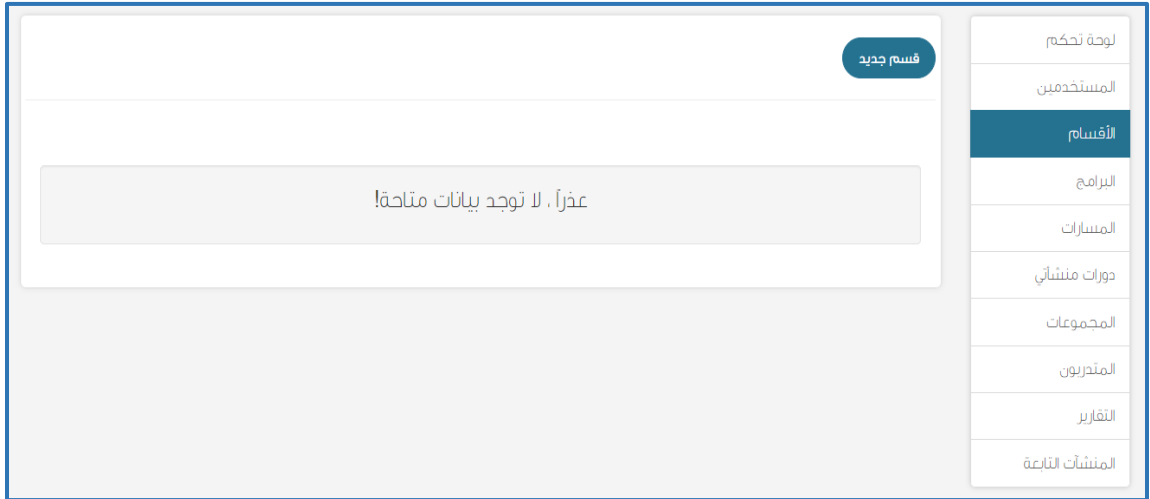 لوحة تحكم
المستخدمين
الأقسام
البرامج
المسارات
دورات منشأتي
المجموعات
المتدربون
التقارير
المنشآت التابعة
قسم جديد
عذراً ، لا توجد بيانات متاحة!